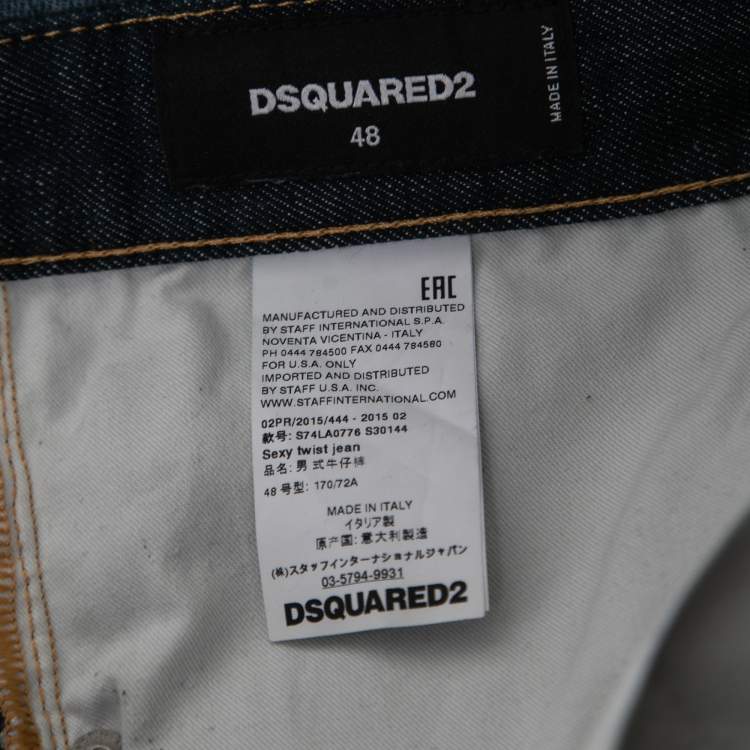 DSQUARED2
48
MADE IN ITALY
EAC
MANUFACTURED AND DISTRIBUTED
BY STAFF INTERNATIONAL S.P.A.
NOVENTA VICENTINA - ITALY
PH 0444 784500 FAX 0444 784580
FOR U.S.A. ONLY
IMPORTED AND DISTRIBUTED
BY STAFF U.S.A. INC.
WWW.STAFFINTERNATIONAL.COM
02PR/2015/444 - 2015 02
款号: S74LA0776 S30144
Sexy twist jean
品名: 男式牛仔裤
48 号型: 170/72A
MADE IN ITALY
イタリア製
原产国: 意大利製造
(株)スタッフインターナショナルジャパン
03-5794-9931
DSQUARED2